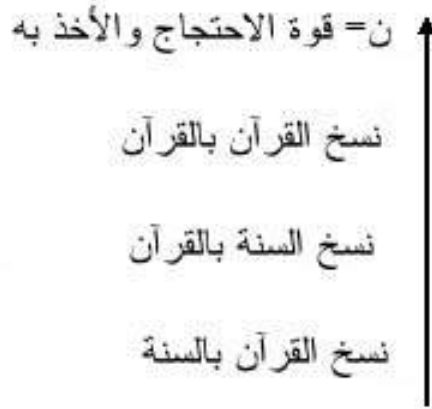 ن= قوة الاحتجاج والأخذ به
نسخ القرآن بالقرآن
نسخ السنة بالقرآن
نسخ القرآن بالسنة